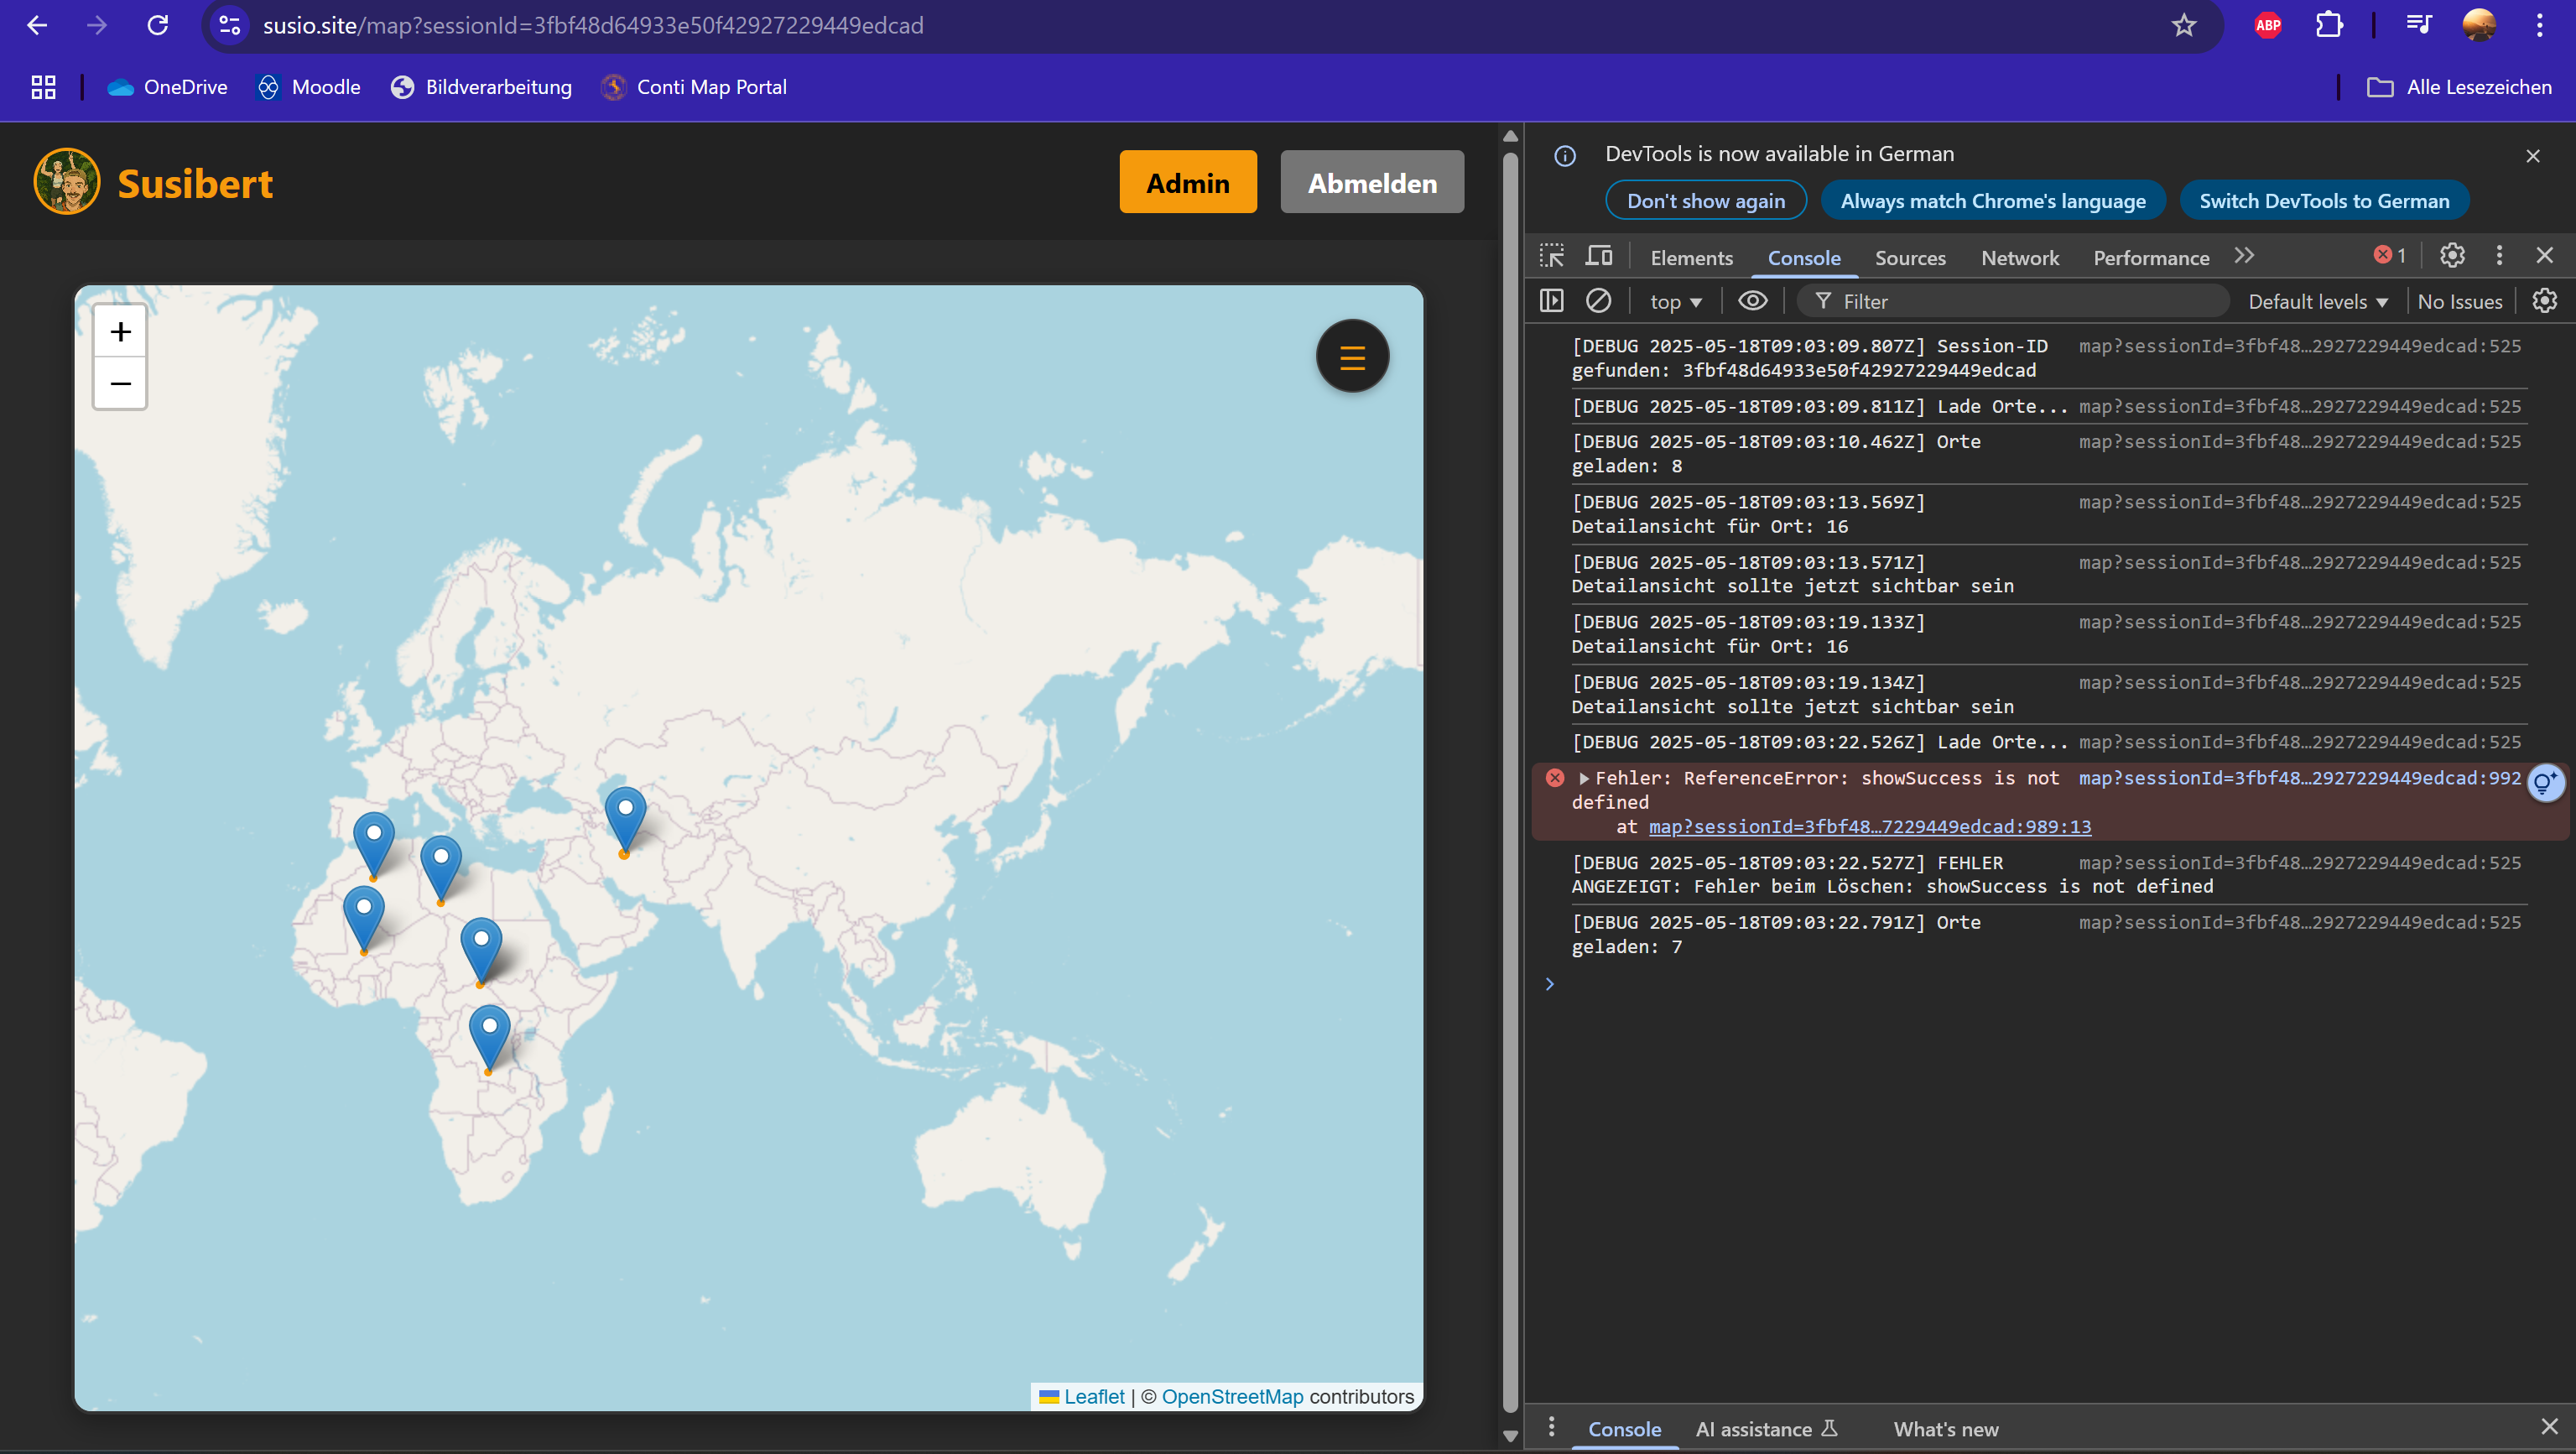 susio.site/map?sessionId=3fbf48d64933e50f42927229449edcad
ABP
OneDrive
Moodle
Bildverarbeitung
Conti Map Portal
Alle Lesezeichen
Susibert
Admin
Abmelden
+
−
Leaflet | © OpenStreetMap contributors
DevTools is now available in German
Don't show again
Always match Chrome's language
Switch DevTools to German
Elements
Console
Sources
Network
Performance
1
top
Filter
Default levels
No Issues
[DEBUG 2025-05-18T09:03:09.807Z] Session-ID map?sessionId=3fbf48…2927229449edcad:525
gefunden: 3fbf48d64933e50f42927229449edcad
[DEBUG 2025-05-18T09:03:09.811Z] Lade Orte... map?sessionId=3fbf48…2927229449edcad:525
[DEBUG 2025-05-18T09:03:10.462Z] Orte map?sessionId=3fbf48…2927229449edcad:525
geladen: 8
[DEBUG 2025-05-18T09:03:13.569Z] map?sessionId=3fbf48…2927229449edcad:525
Detailansicht für Ort: 16
[DEBUG 2025-05-18T09:03:13.571Z] map?sessionId=3fbf48…2927229449edcad:525
Detailansicht sollte jetzt sichtbar sein
[DEBUG 2025-05-18T09:03:19.133Z] map?sessionId=3fbf48…2927229449edcad:525
Detailansicht für Ort: 16
[DEBUG 2025-05-18T09:03:19.134Z] map?sessionId=3fbf48…2927229449edcad:525
Detailansicht sollte jetzt sichtbar sein
[DEBUG 2025-05-18T09:03:22.526Z] Lade Orte... map?sessionId=3fbf48…2927229449edcad:525
Fehler: ReferenceError: showSuccess is not map?sessionId=3fbf48…2927229449edcad:992
defined
at map?sessionId=3fbf48…7229449edcad:989:13
[DEBUG 2025-05-18T09:03:22.527Z] FEHLER map?sessionId=3fbf48…2927229449edcad:525
ANGEZEIGT: Fehler beim Löschen: showSuccess is not defined
[DEBUG 2025-05-18T09:03:22.791Z] Orte map?sessionId=3fbf48…2927229449edcad:525
geladen: 7
Console
AI assistance
What's new